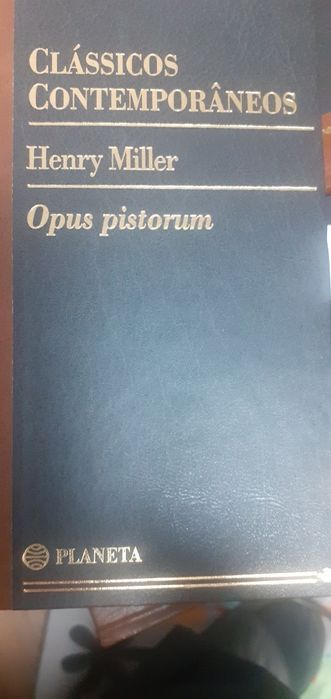 CLÁSSICOS
CONTEMPORÂNEOS
Henry Miller
Opus pistorum
PLANETA